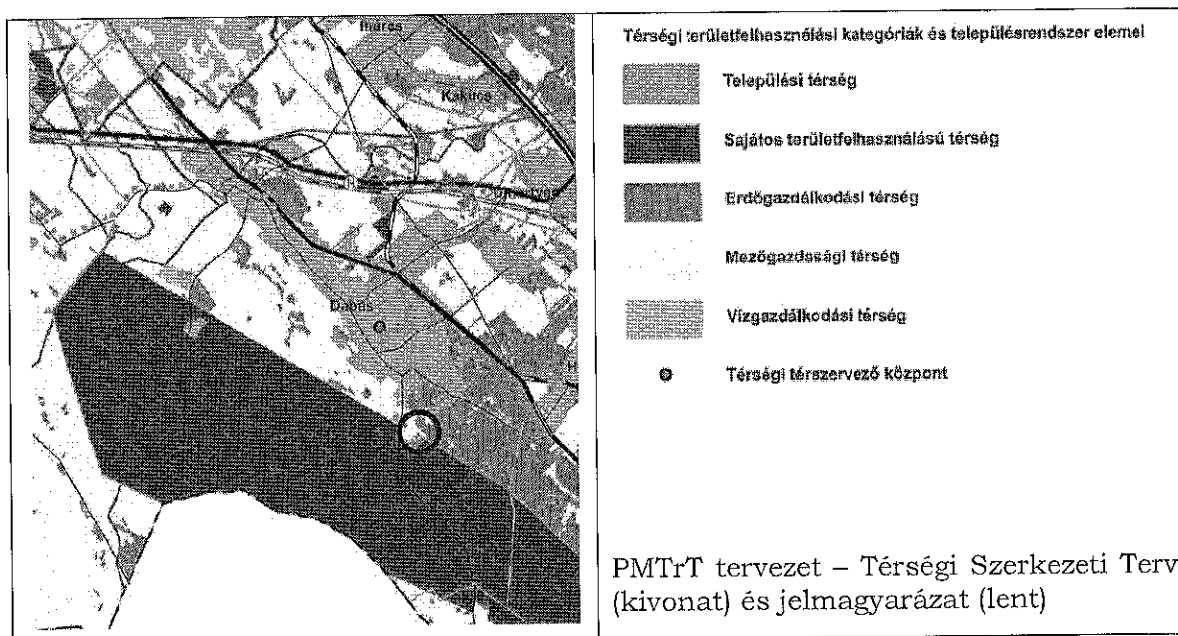 Inárcs
Kakucs
Dabas
Térségi területfelhasználási kategóriák és településrendszer elemei
Települési térség
Sajátos területfelhasználású térség
Erdőgazdálkodási térség
Mezőgazdasági térség
Vízgazdálkodási térség
Térségi térszervező központ
PMTrT tervezet – Térségi Szerkezeti Terv
(kivonat) és jelmagyarázat (lent)